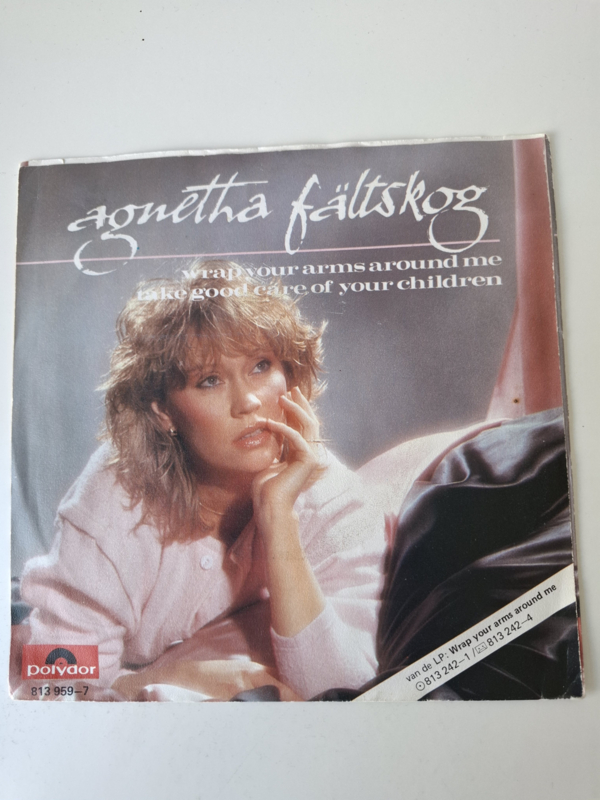 agnetha fältskog
wrap your arms around me
take good care of your children
polydor
813 959-7
van de LP: Wrap your arms around me
813 242-1 / 813 242-4